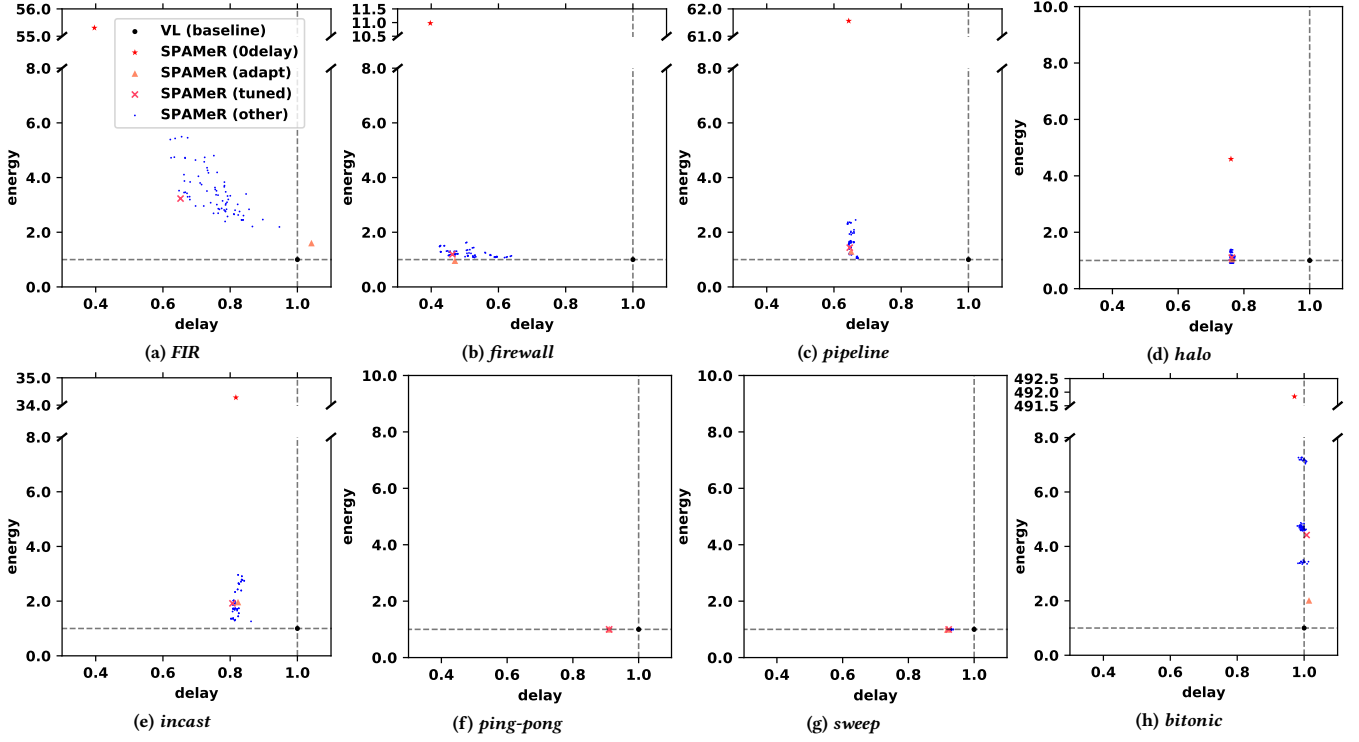 56.0
55.0
8.0
6.0
4.0
2.0
0.0
energy
0.4 0.6 0.8 1.0
delay
VL (baseline)
SPAMeR (0delay)
SPAMeR (adapt)
SPAMeR (tuned)
SPAMeR (other)
(a) FIR
11.5
11.0
10.5
8.0
6.0
4.0
2.0
0.0
energy
0.4 0.6 0.8 1.0
delay
(b) firewall
62.0
61.0
8.0
6.0
4.0
2.0
0.0
energy
0.4 0.6 0.8 1.0
delay
(c) pipeline
10.0
8.0
6.0
4.0
2.0
0.0
energy
0.4 0.6 0.8 1.0
delay
(d) halo
35.0
34.0
8.0
6.0
4.0
2.0
0.0
energy
0.4 0.6 0.8 1.0
delay
(e) incast
10.0
8.0
6.0
4.0
2.0
0.0
energy
0.4 0.6 0.8 1.0
delay
(f) ping-pong
10.0
8.0
6.0
4.0
2.0
0.0
energy
0.4 0.6 0.8 1.0
delay
(g) sweep
492.5
492.0
491.5
8.0
6.0
4.0
2.0
0.0
energy
0.4 0.6 0.8 1.0
delay
(h) bitonic